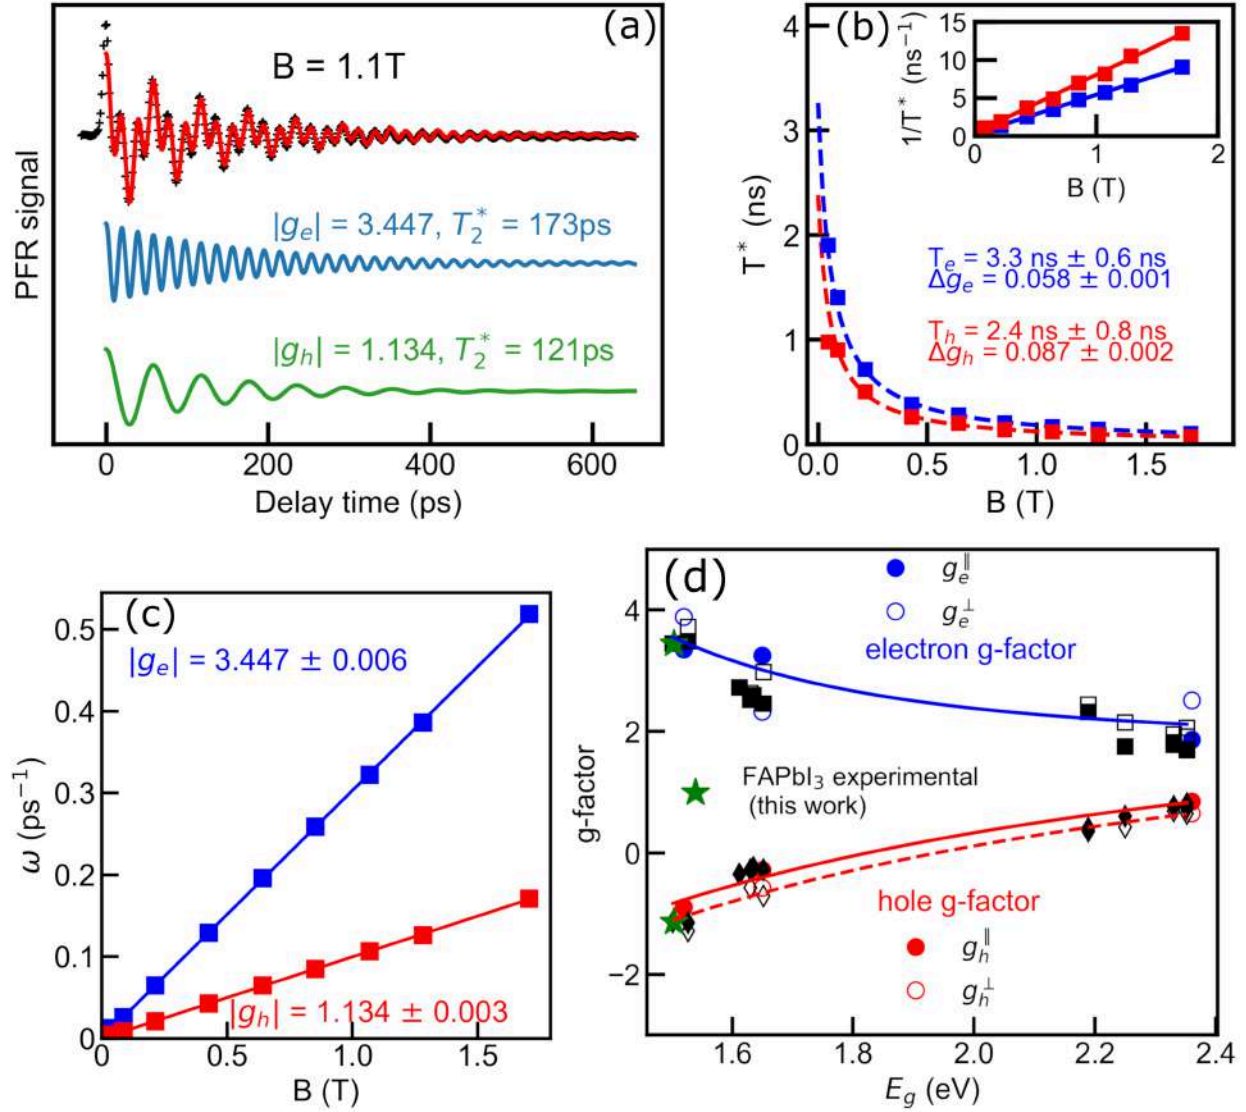 (a)
B = 1.1T
|g_e| = 3.447, T_2^* = 173ps
|g_h| = 1.134, T_2^* = 121ps
PFR signal
0 200 400 600
Delay time (ps)
(b)
4
3
2
1
0
T^* (ns)
0.0 0.5 1.0 1.5
B (T)
15
10
5
0
1/T^* (ns⁻¹)
0 1 2
B (T)
T_e = 3.3 ns ± 0.6 ns
Δg_e = 0.058 ± 0.001
T_h = 2.4 ns ± 0.8 ns
Δg_h = 0.087 ± 0.002
(c)
|g_e| = 3.447 ± 0.006
|g_h| = 1.134 ± 0.003
0.5
0.4
0.3
0.2
0.1
0
ω (ps⁻¹)
0 0.5 1.0 1.5
B (T)
(d)
g_e^∥
g_e^⊥
electron g-factor
FAPbI₃ experimental
(this work)
hole g-factor
g_h^∥
g_h^⊥
4
2
0
−2
g-factor
1.6 1.8 2.0 2.2 2.4
E_g (eV)